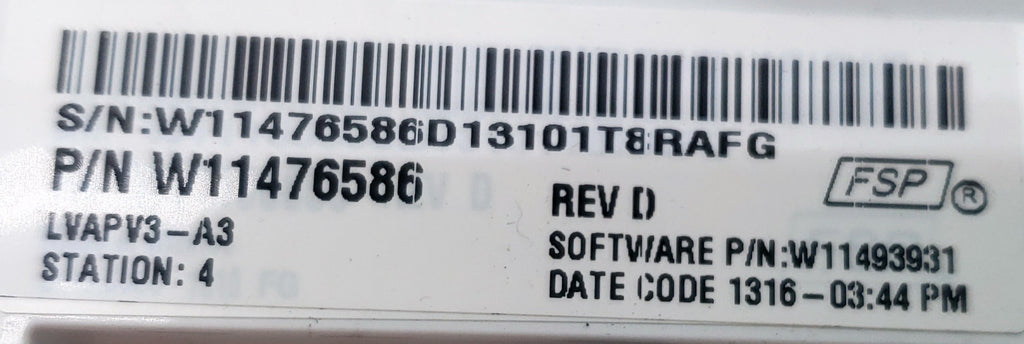 S/N:W11476586D13101T8RAFG
P/N W11476586
REV D
FSP®
LVAPV3-A3
SOFTWARE P/N:W11493931
STATION: 4
DATE CODE 1316-03:44 PM